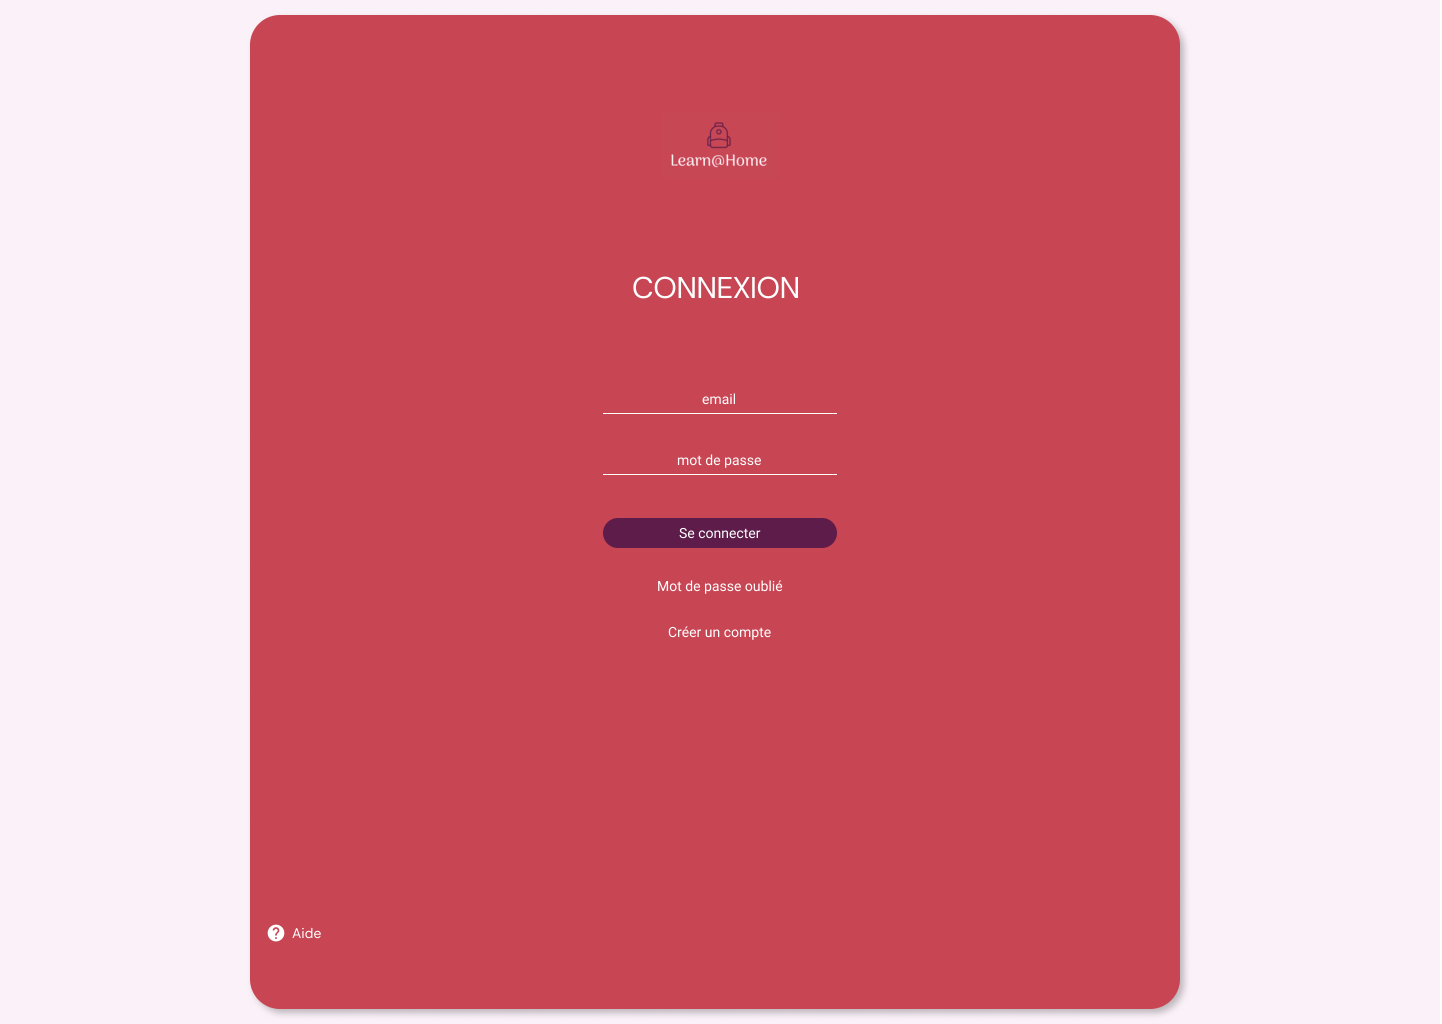 Learn@Home
CONNEXION
email
mot de passe
Se connecter
Mot de passe oublié
Créer un compte
Aide